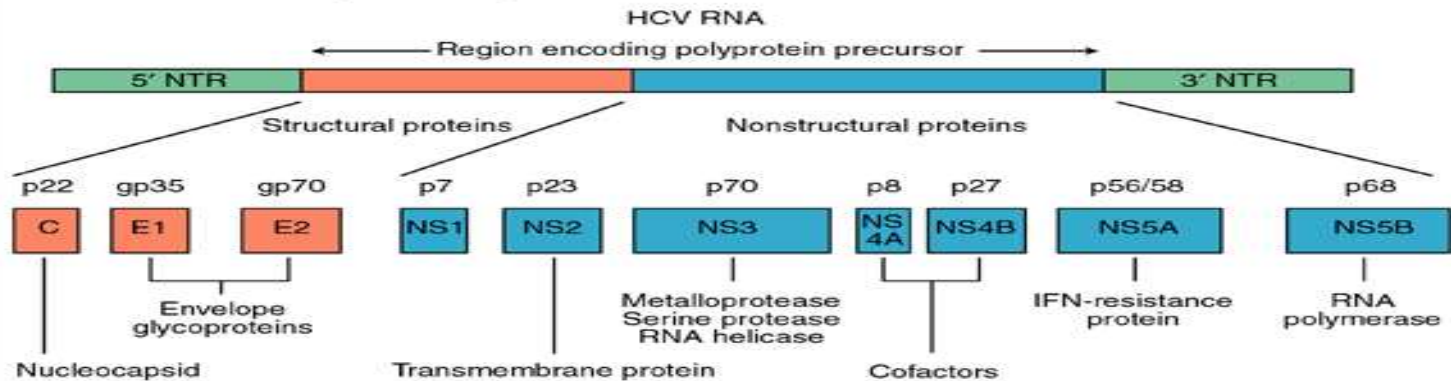 HCV RNA
Region encoding polyprotein precursor
5′ NTR
3′ NTR
Structural proteins
Nonstructural proteins
p22 gp35 gp70 p7 p23 p70 p8 p27 p56/58 p68
C E1 E2 NS1 NS2 NS3 NS 4A NS4B NS5A NS5B
Envelope
glycoproteins
Metalloprotease
Serine protease
RNA helicase
IFN-resistance
protein
RNA
polymerase
Nucleocapsid
Transmembrane protein
Cofactors